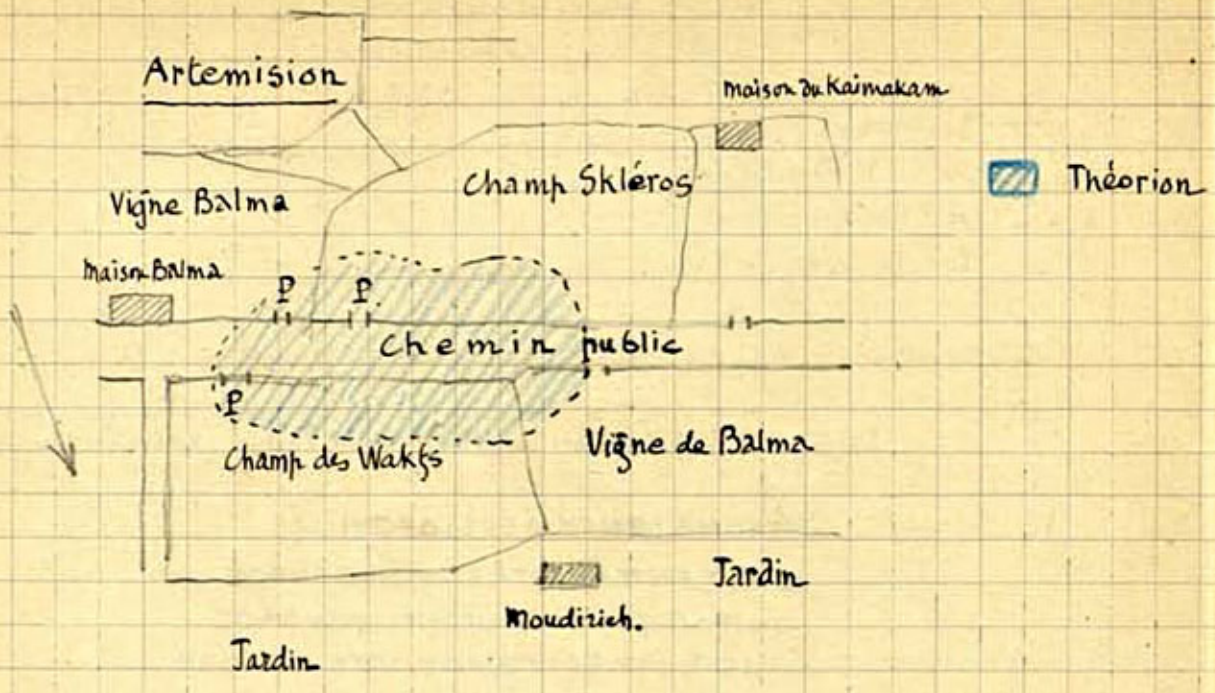 Artemision
maison du Kaimakam
Champ Skléros
Théorion
Vigne Balma
maison Balma
P P
Chemin public
P
Champ des Wakfs
Vigne de Balma
Jardin
Moudirieh.
Jardin